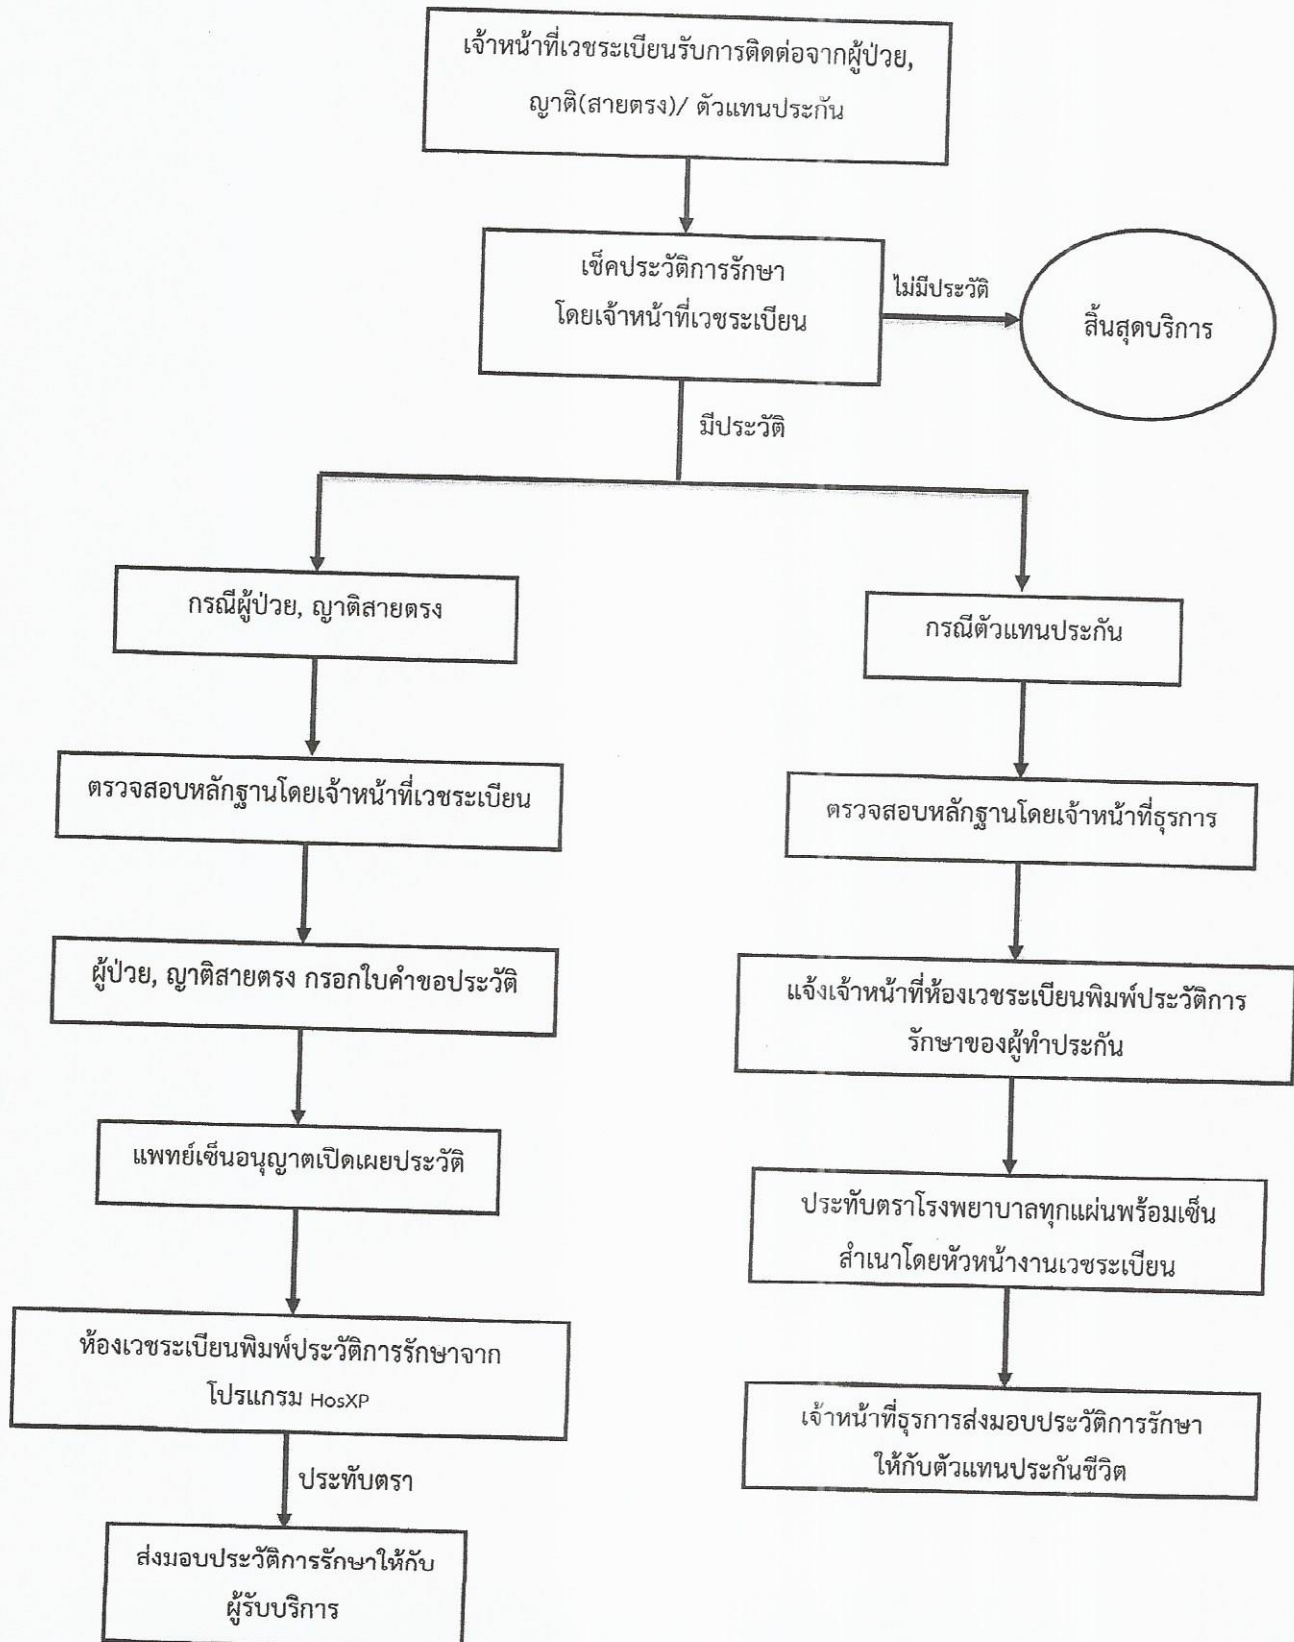 เจ้าหน้าที่เวชระเบียนรับการติดต่อจากผู้ป่วย,
ญาติ(สายตรง)/ ตัวแทนประกัน
เช็คประวัติการรักษา
โดยเจ้าหน้าที่เวชระเบียน
ไม่มีประวัติ
สิ้นสุดบริการ
มีประวัติ
กรณีผู้ป่วย, ญาติสายตรง
ตรวจสอบหลักฐานโดยเจ้าหน้าที่เวชระเบียน
ผู้ป่วย, ญาติสายตรง กรอกใบคำขอประวัติ
แพทย์เซ็นอนุญาตเปิดเผยประวัติ
ห้องเวชระเบียนพิมพ์ประวัติการรักษาจาก
โปรแกรม HosXP
ประทับตรา
ส่งมอบประวัติการรักษาให้กับ
ผู้รับบริการ
กรณีตัวแทนประกัน
ตรวจสอบหลักฐานโดยเจ้าหน้าที่ธุรการ
แจ้งเจ้าหน้าที่ห้องเวชระเบียนพิมพ์ประวัติการ
รักษาของผู้ทำประกัน
ประทับตราโรงพยาบาลทุกแผ่นพร้อมเซ็น
สำเนาโดยหัวหน้างานเวชระเบียน
เจ้าหน้าที่ธุรการส่งมอบประวัติการรักษา
ให้กับตัวแทนประกันชีวิต